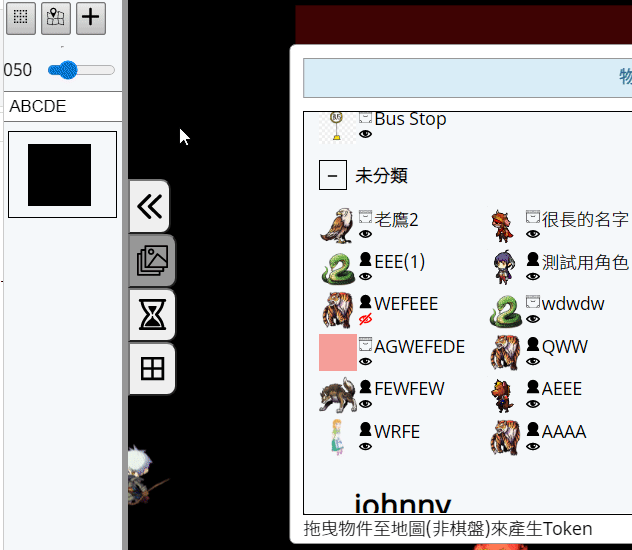 050
ABCDE
物
Bus Stop
未分類
老鷹2
很長的名字
EEE(1)
測試用角色
WEFEEE
wdwdw
AGWEFEDE
QWW
FEWFEW
AEEE
WRFE
AAAA
johnny
拖曳物件至地圖(非棋盤)來產生Token